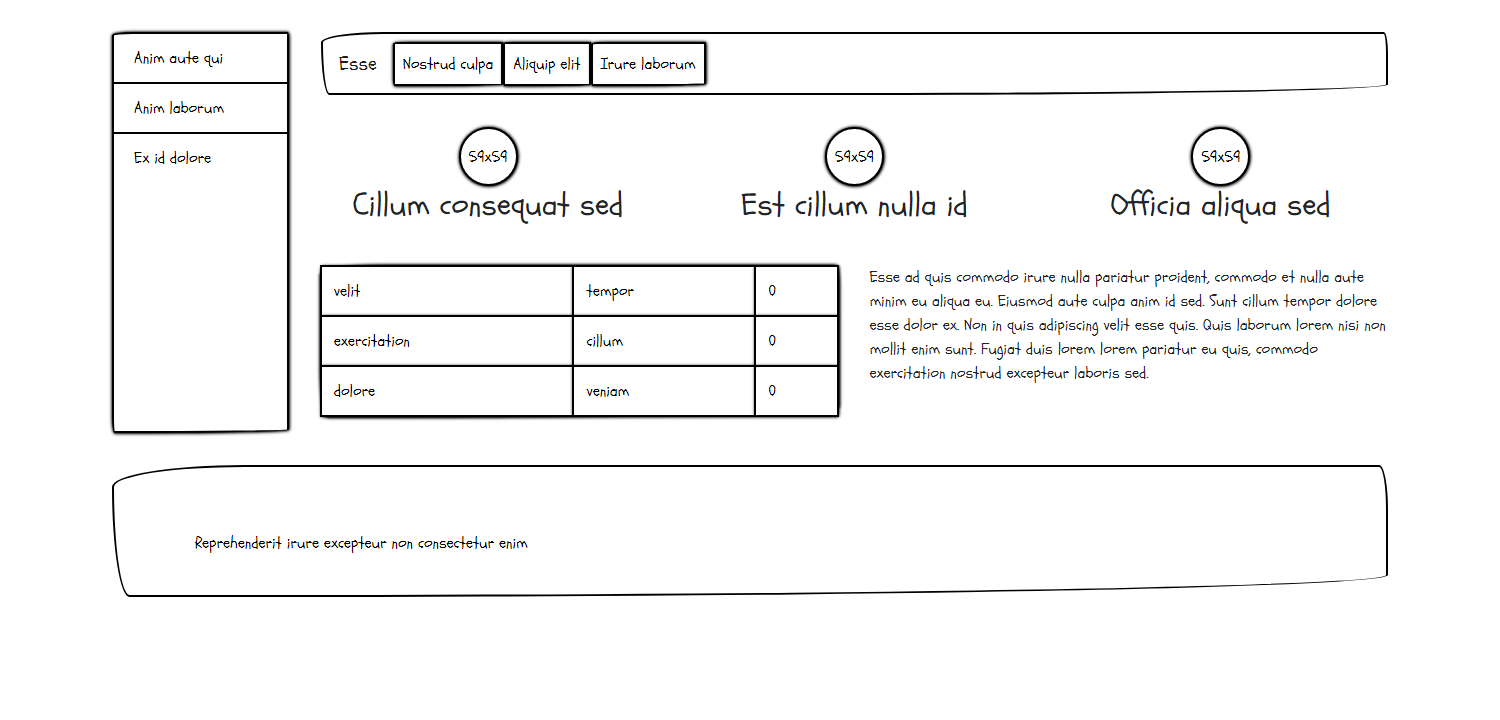 Anim aute qui
Anim laborum
Ex id dolore
Esse Nostrud culpa Aliquip elit Irure laborum
59x59 59x59 59x59
Cillum consequat sed Est cillum nulla id Officia aliqua sed
velit tempor 0
exercitation cillum 0
dolore veniam 0
Esse ad quis commodo irure nulla pariatur proident, commodo et nulla aute
minim eu aliqua eu. Eiusmod aute culpa anim id sed. Sunt cillum tempor dolore
esse dolor ex. Non in quis adipiscing velit esse quis. Quis laborum lorem nisi non
mollit enim sunt. Fugiat duis lorem lorem pariatur eu quis, commodo
exercitation nostrud excepteur laboris sed.
Reprehenderit irure excepteur non consectetur enim